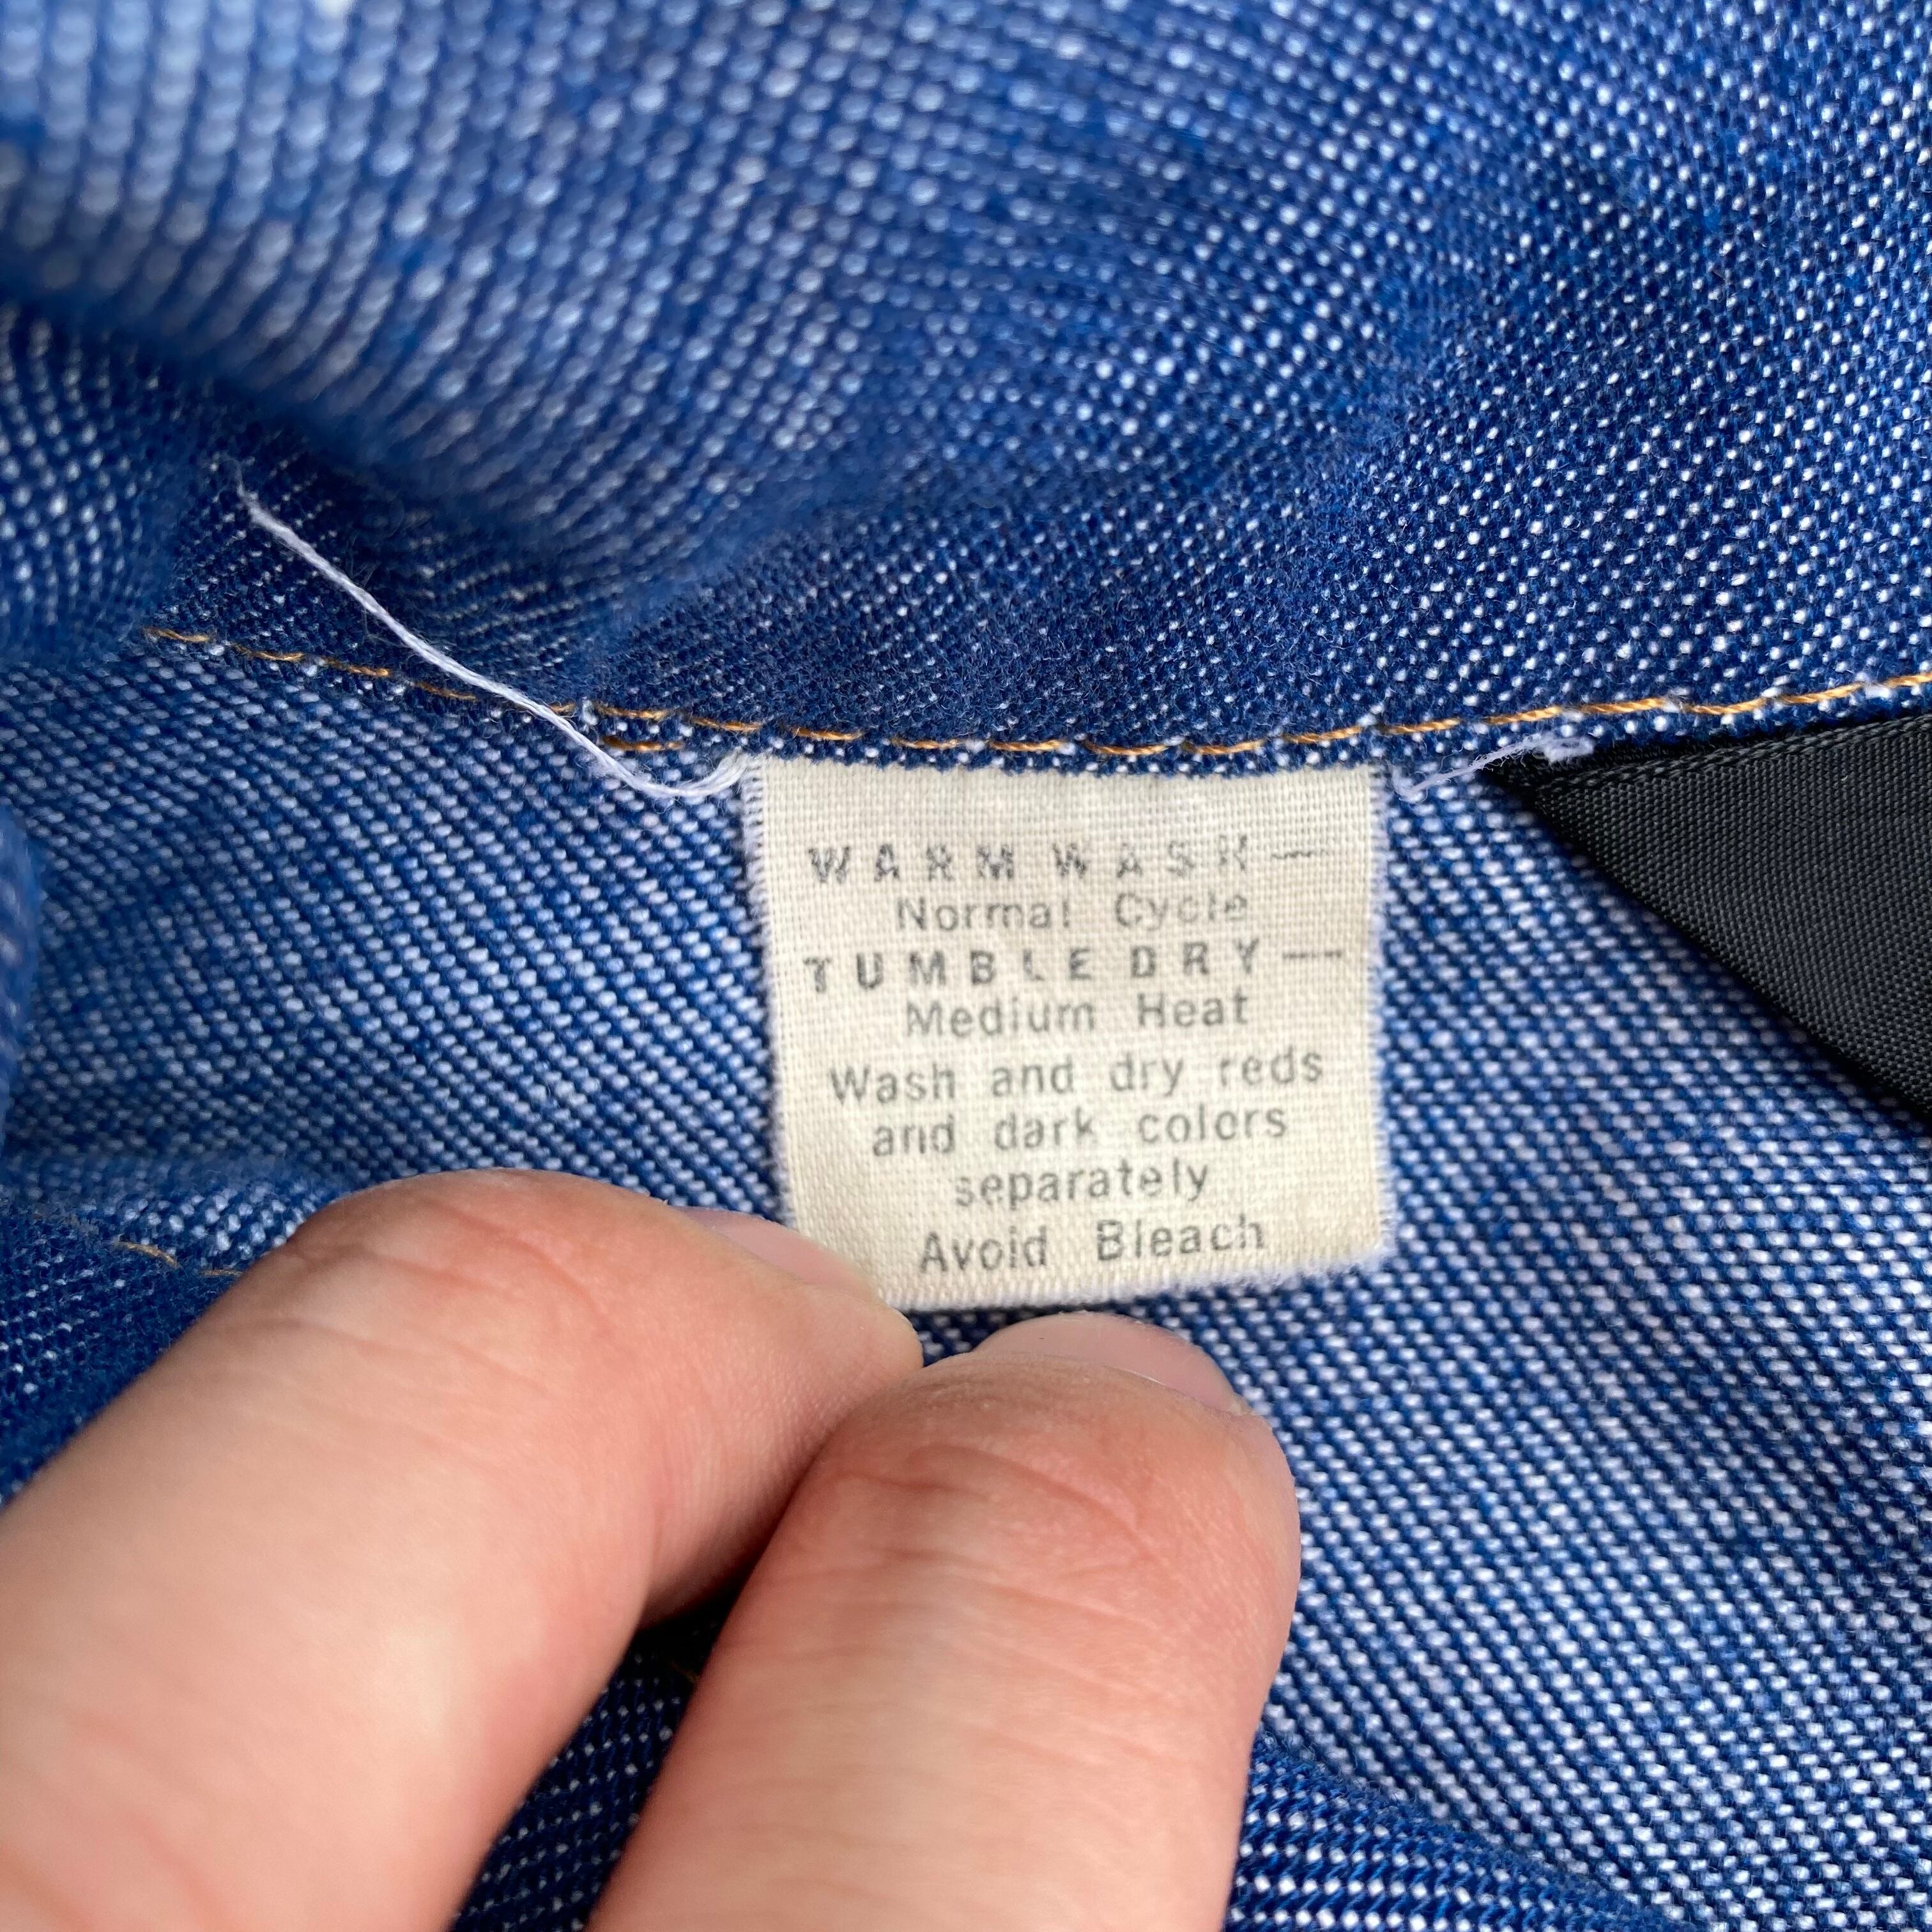 WARM WASH—
Normal Cycle
TUMBLE DRY—
Medium Heat
Wash and dry reds
and dark colors
separately
Avoid Bleach